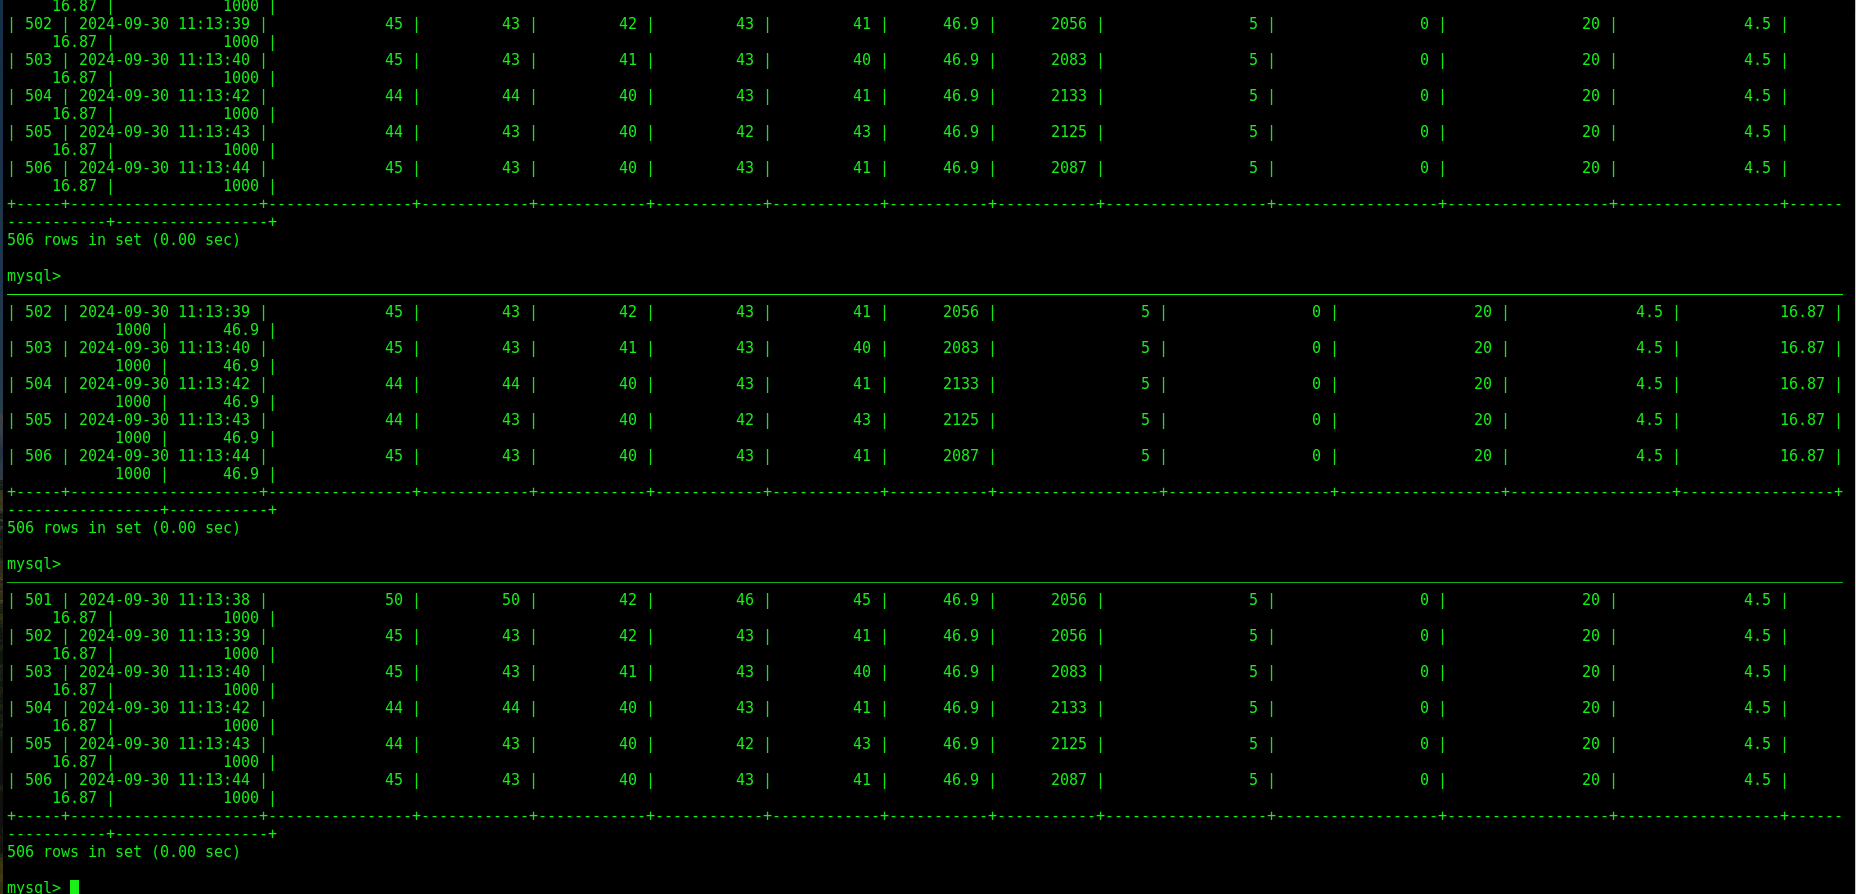 16.87 | 1000 |
| 502 | 2024-09-30 11:13:39 | 45 | 43 | 42 | 43 | 41 | 46.9 | 2056 | 5 | 0 | 20 | 4.5 |
16.87 | 1000 |
| 503 | 2024-09-30 11:13:40 | 45 | 43 | 41 | 43 | 40 | 46.9 | 2083 | 5 | 0 | 20 | 4.5 |
16.87 | 1000 |
| 504 | 2024-09-30 11:13:42 | 44 | 44 | 40 | 43 | 41 | 46.9 | 2133 | 5 | 0 | 20 | 4.5 |
16.87 | 1000 |
| 505 | 2024-09-30 11:13:43 | 44 | 43 | 40 | 42 | 43 | 46.9 | 2125 | 5 | 0 | 20 | 4.5 |
16.87 | 1000 |
| 506 | 2024-09-30 11:13:44 | 45 | 43 | 40 | 43 | 41 | 46.9 | 2087 | 5 | 0 | 20 | 4.5 |
16.87 | 1000 |
+-----+---------------------+----------------+------------+------------+------------+------------+-----------+-----------+------------------+------------------+------------------+------------------+------
-----------+-----------------+
506 rows in set (0.00 sec)
mysql>
| 502 | 2024-09-30 11:13:39 | 45 | 43 | 42 | 43 | 41 | 2056 | 5 | 0 | 20 | 4.5 | 16.87 |
1000 | 46.9 |
| 503 | 2024-09-30 11:13:40 | 45 | 43 | 41 | 43 | 40 | 2083 | 5 | 0 | 20 | 4.5 | 16.87 |
1000 | 46.9 |
| 504 | 2024-09-30 11:13:42 | 44 | 44 | 40 | 43 | 41 | 2133 | 5 | 0 | 20 | 4.5 | 16.87 |
1000 | 46.9 |
| 505 | 2024-09-30 11:13:43 | 44 | 43 | 40 | 42 | 43 | 2125 | 5 | 0 | 20 | 4.5 | 16.87 |
1000 | 46.9 |
| 506 | 2024-09-30 11:13:44 | 45 | 43 | 40 | 43 | 41 | 2087 | 5 | 0 | 20 | 4.5 | 16.87 |
1000 | 46.9 |
+-----+---------------------+----------------+------------+------------+------------+------------+-----------+------------------+------------------+------------------+------------------+-----------------+
-----------------+-----------+
506 rows in set (0.00 sec)
mysql>
| 501 | 2024-09-30 11:13:38 | 50 | 50 | 42 | 46 | 45 | 46.9 | 2056 | 5 | 0 | 20 | 4.5 |
16.87 | 1000 |
| 502 | 2024-09-30 11:13:39 | 45 | 43 | 42 | 43 | 41 | 46.9 | 2056 | 5 | 0 | 20 | 4.5 |
16.87 | 1000 |
| 503 | 2024-09-30 11:13:40 | 45 | 43 | 41 | 43 | 40 | 46.9 | 2083 | 5 | 0 | 20 | 4.5 |
16.87 | 1000 |
| 504 | 2024-09-30 11:13:42 | 44 | 44 | 40 | 43 | 41 | 46.9 | 2133 | 5 | 0 | 20 | 4.5 |
16.87 | 1000 |
| 505 | 2024-09-30 11:13:43 | 44 | 43 | 40 | 42 | 43 | 46.9 | 2125 | 5 | 0 | 20 | 4.5 |
16.87 | 1000 |
| 506 | 2024-09-30 11:13:44 | 45 | 43 | 40 | 43 | 41 | 46.9 | 2087 | 5 | 0 | 20 | 4.5 |
16.87 | 1000 |
+-----+---------------------+----------------+------------+------------+------------+------------+-----------+-----------+------------------+------------------+------------------+------------------+------
-----------+-----------------+
506 rows in set (0.00 sec)
mysql>